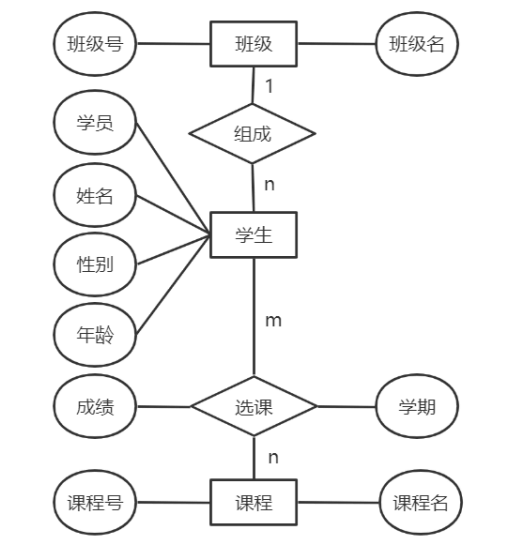 班级号 班级 班级名
1
学员
组成
姓名
n
学生
性别
年龄
m
成绩 选课 学期
n
课程号 课程 课程名